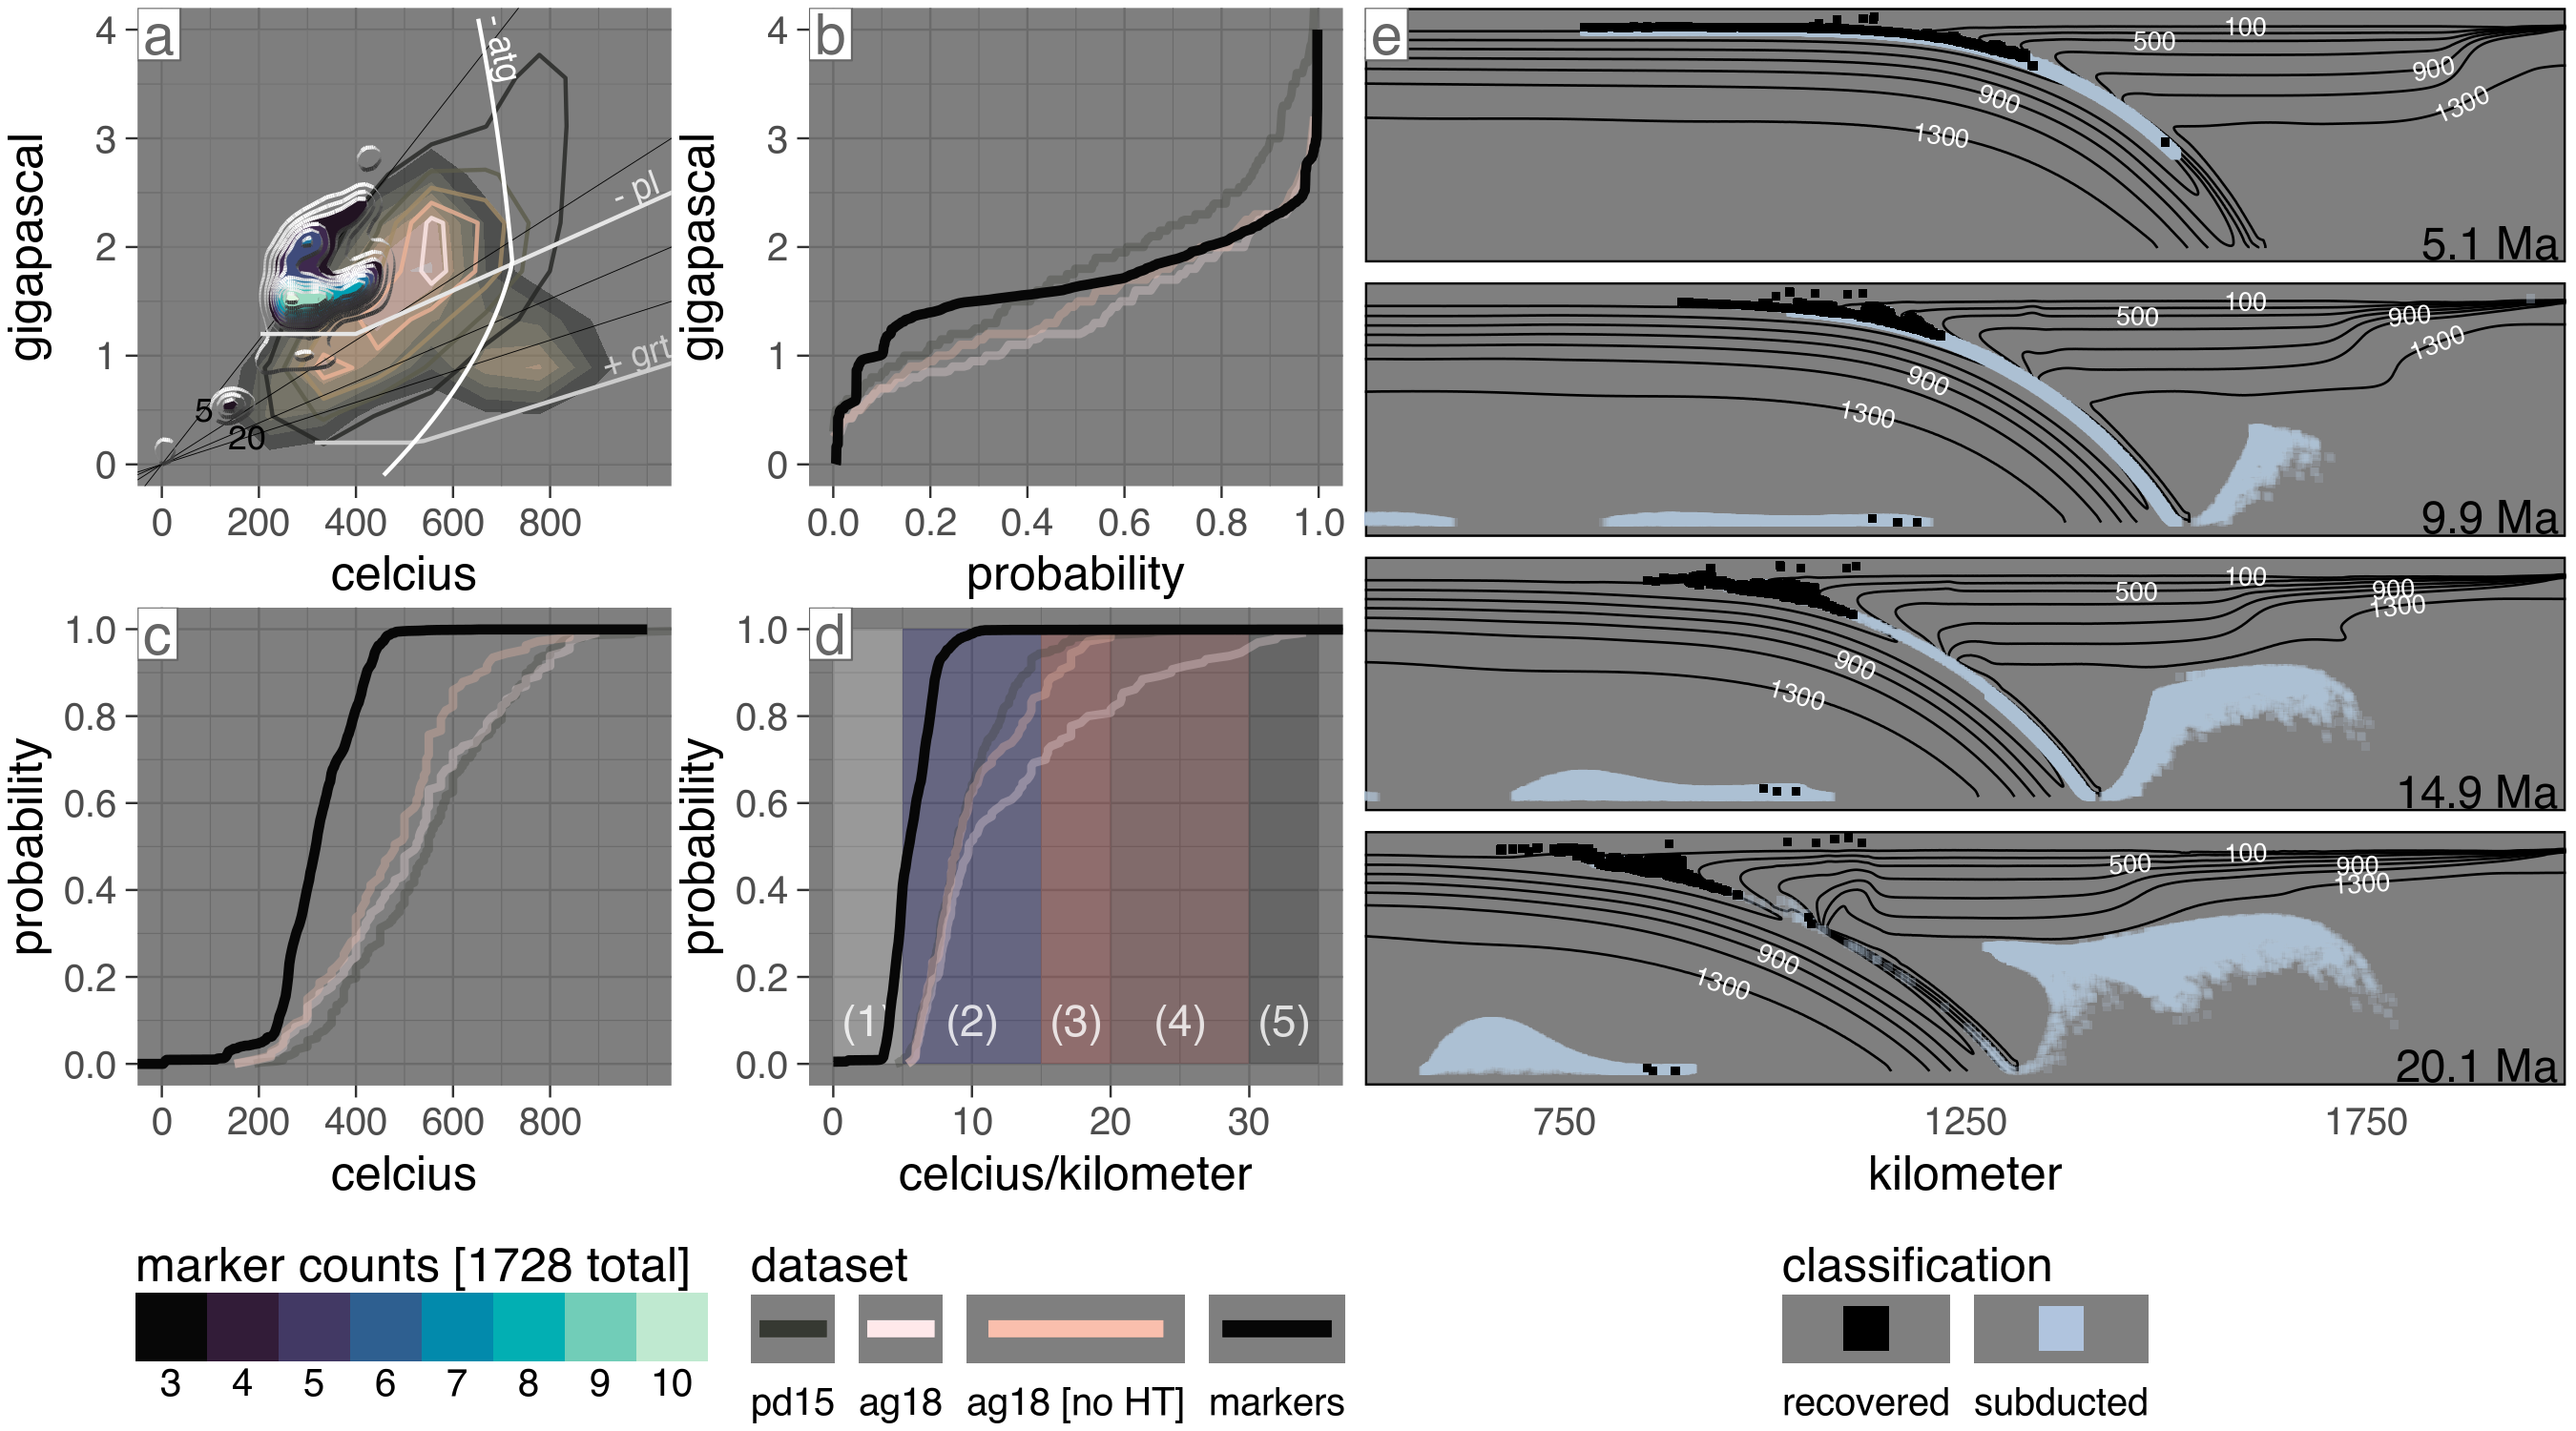 a
4
3
2
1
0
gigapascal
- atg
- pl
+ grt
5
20
0
200
400
600
800
celcius
b
4
3
2
1
0
gigapascal
0.0
0.2
0.4
0.6
0.8
1.0
probability
c
1.0
0.8
0.6
0.4
0.2
0.0
probability
0
200
400
600
800
celcius
d
1.0
0.8
0.6
0.4
0.2
0.0
probability
(1)
(2)
(3)
(4)
(5)
0
10
20
30
celcius/kilometer
e
100
500
900
1300
900
1300
5.1 Ma
100
500
900
1300
900
1300
9.9 Ma
100
500
900
1300
900
1300
14.9 Ma
100
500
900
1300
900
1300
20.1 Ma
750
1250
1750
kilometer
marker counts [1728 total]
3
4
5
6
7
8
9
10
dataset
pd15
ag18
ag18 [no HT]
markers
classification
recovered
subducted